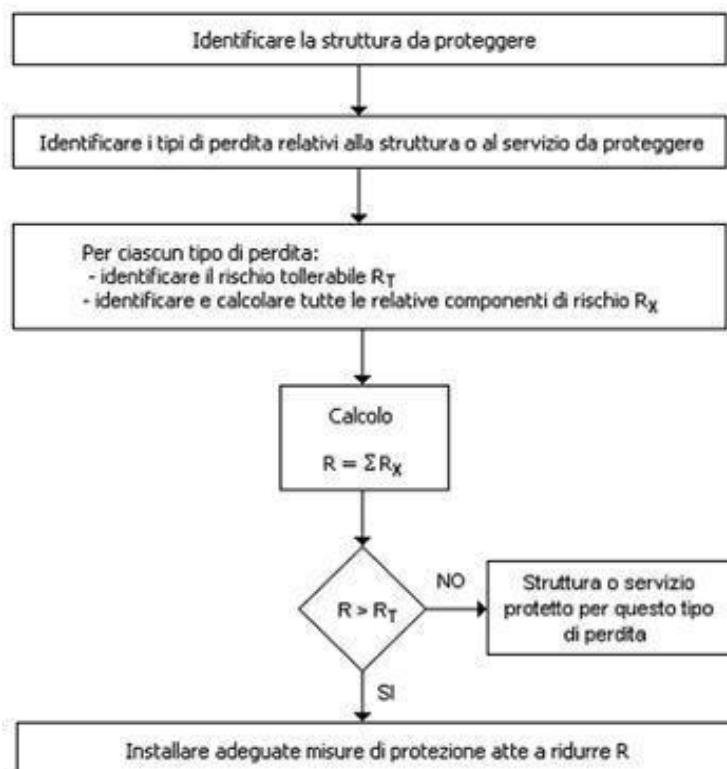 Identificare la struttura da proteggere
Identificare i tipi di perdita relativi alla struttura o al servizio da proteggere
Per ciascun tipo di perdita:
- identificare il rischio tollerabile RT
- identificare e calcolare tutte le relative componenti di rischio RX
Calcolo
R = ΣRX
R > RT
NO
Struttura o servizio
protetto per questo tipo
di perdita
SI
Installare adeguate misure di protezione atte a ridurre R